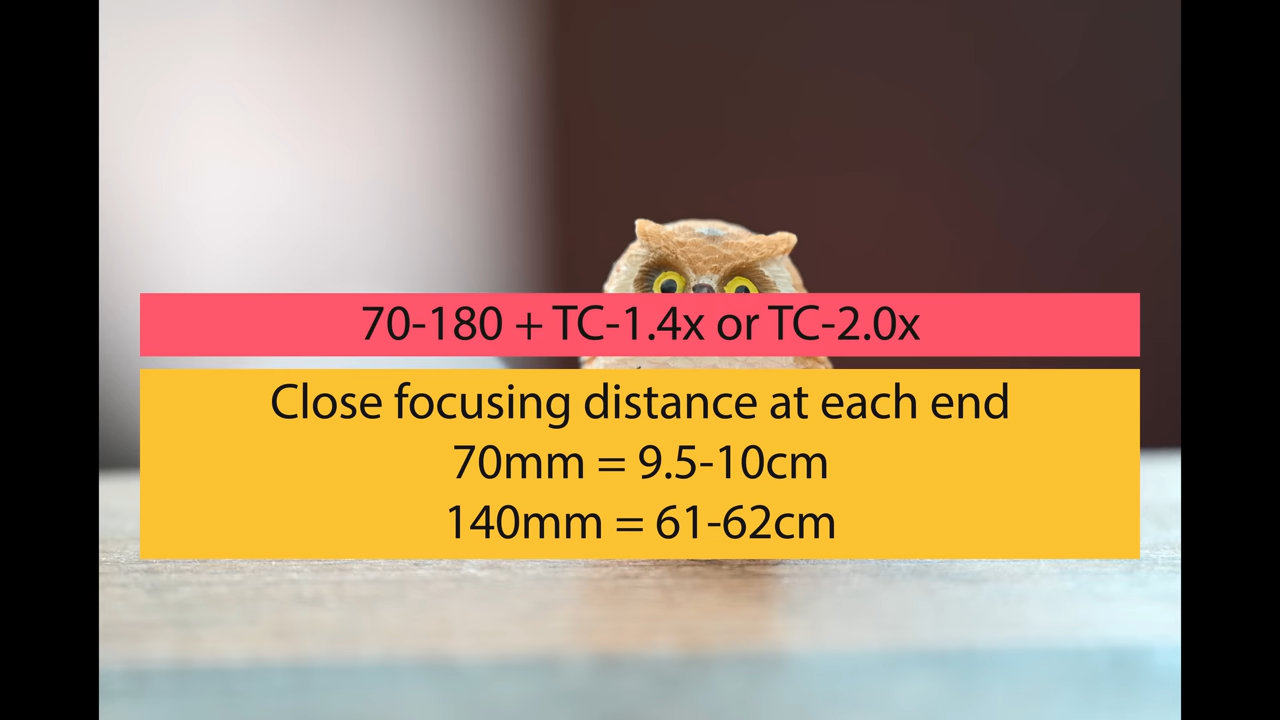 70-180 + TC-1.4x or TC-2.0x
Close focusing distance at each end
70mm = 9.5-10cm
140mm = 61-62cm